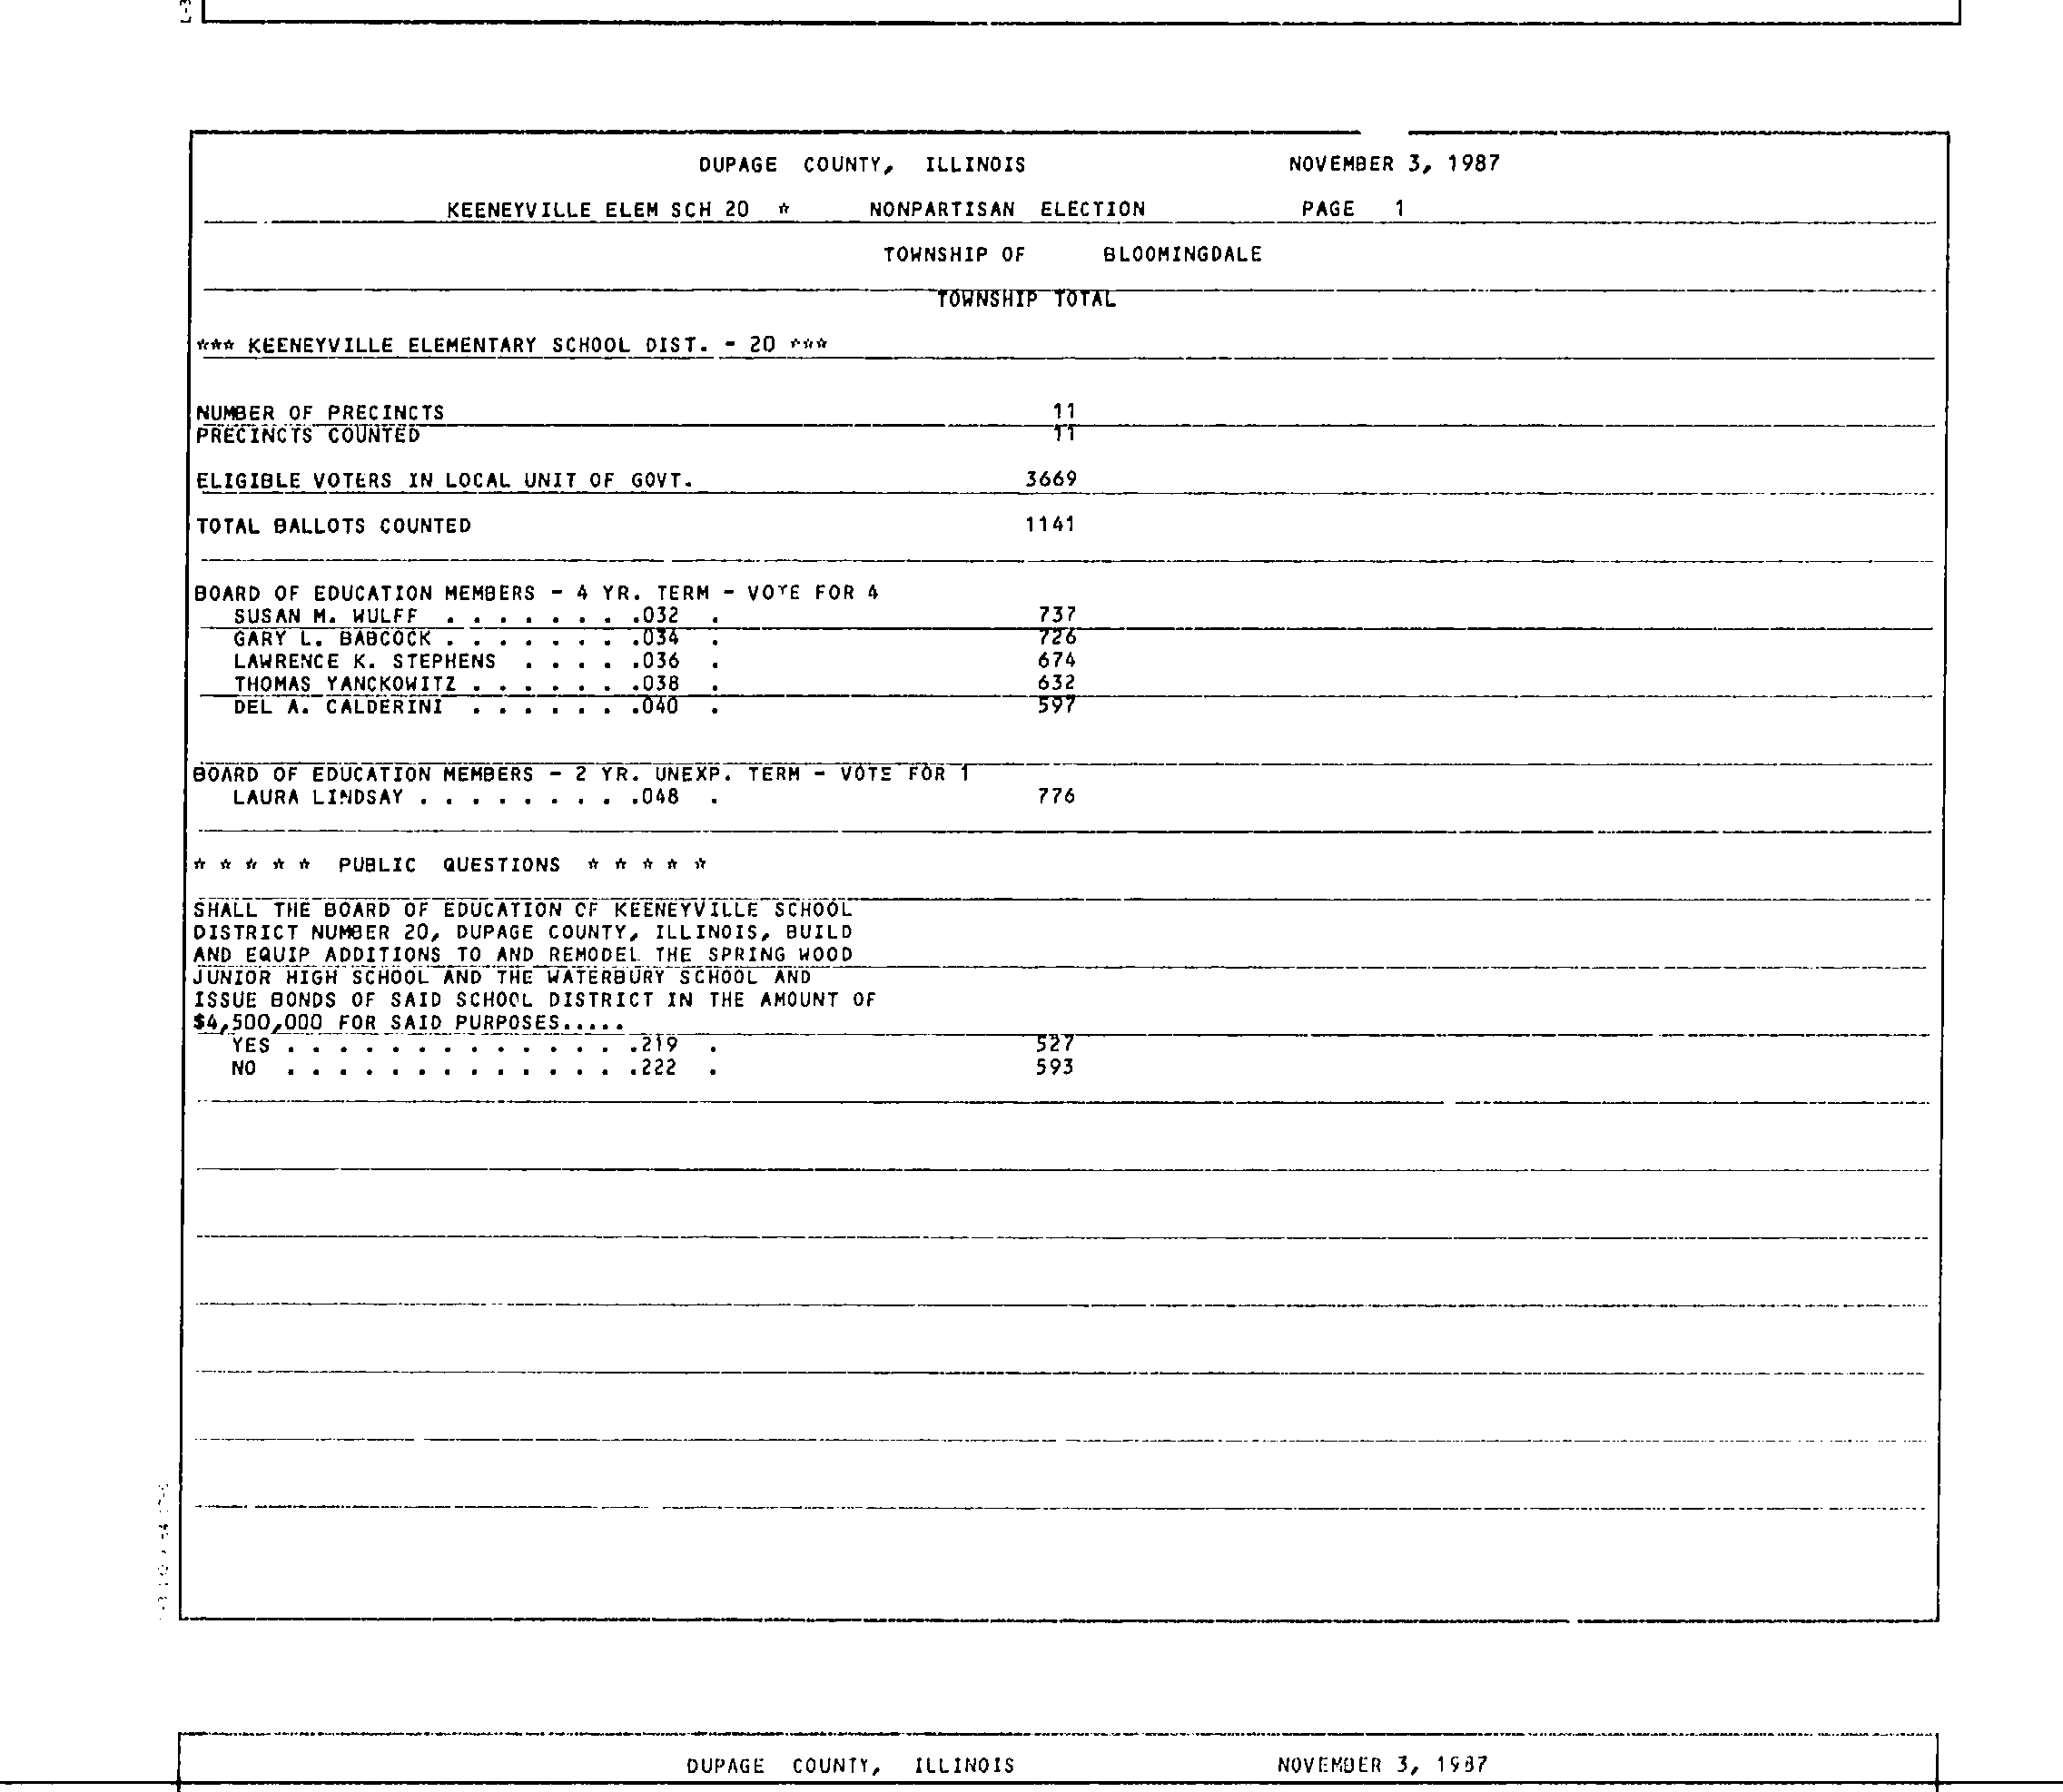 DUPAGE COUNTY, ILLINOIS NOVEMBER 3, 1987
KEENEYVILLE ELEM SCH 20 * NONPARTISAN ELECTION PAGE 1
TOWNSHIP OF BLOOMINGDALE
TOWNSHIP TOTAL
*** KEENEYVILLE ELEMENTARY SCHOOL DIST. - 20 ***
NUMBER OF PRECINCTS 11
PRECINCTS COUNTED 11
ELIGIBLE VOTERS IN LOCAL UNIT OF GOVT. 3669
TOTAL BALLOTS COUNTED 1141
BOARD OF EDUCATION MEMBERS - 4 YR. TERM - VOTE FOR 4
SUSAN M. WULFF . . . . . . . .032 . 737
GARY L. BABCOCK . . . . . . . .034 . 726
LAWRENCE K. STEPHENS . . . . .036 . 674
THOMAS YANCKOWITZ . . . . . . .038 . 632
DEL A. CALDERINI . . . . . . .040 . 597
BOARD OF EDUCATION MEMBERS - 2 YR. UNEXP. TERM - VOTE FOR 1
LAURA LINDSAY . . . . . . . . .048 . 776
* * * * * PUBLIC QUESTIONS * * * * *
SHALL THE BOARD OF EDUCATION OF KEENEYVILLE SCHOOL
DISTRICT NUMBER 20, DUPAGE COUNTY, ILLINOIS, BUILD
AND EQUIP ADDITIONS TO AND REMODEL THE SPRING WOOD
JUNIOR HIGH SCHOOL AND THE WATERBURY SCHOOL AND
ISSUE BONDS OF SAID SCHOOL DISTRICT IN THE AMOUNT OF
$4,500,000 FOR SAID PURPOSES.....
YES . . . . . . . . . . . . . .219 . 527
NO . . . . . . . . . . . . . .222 . 593
DUPAGE COUNTY, ILLINOIS NOVEMBER 3, 1987